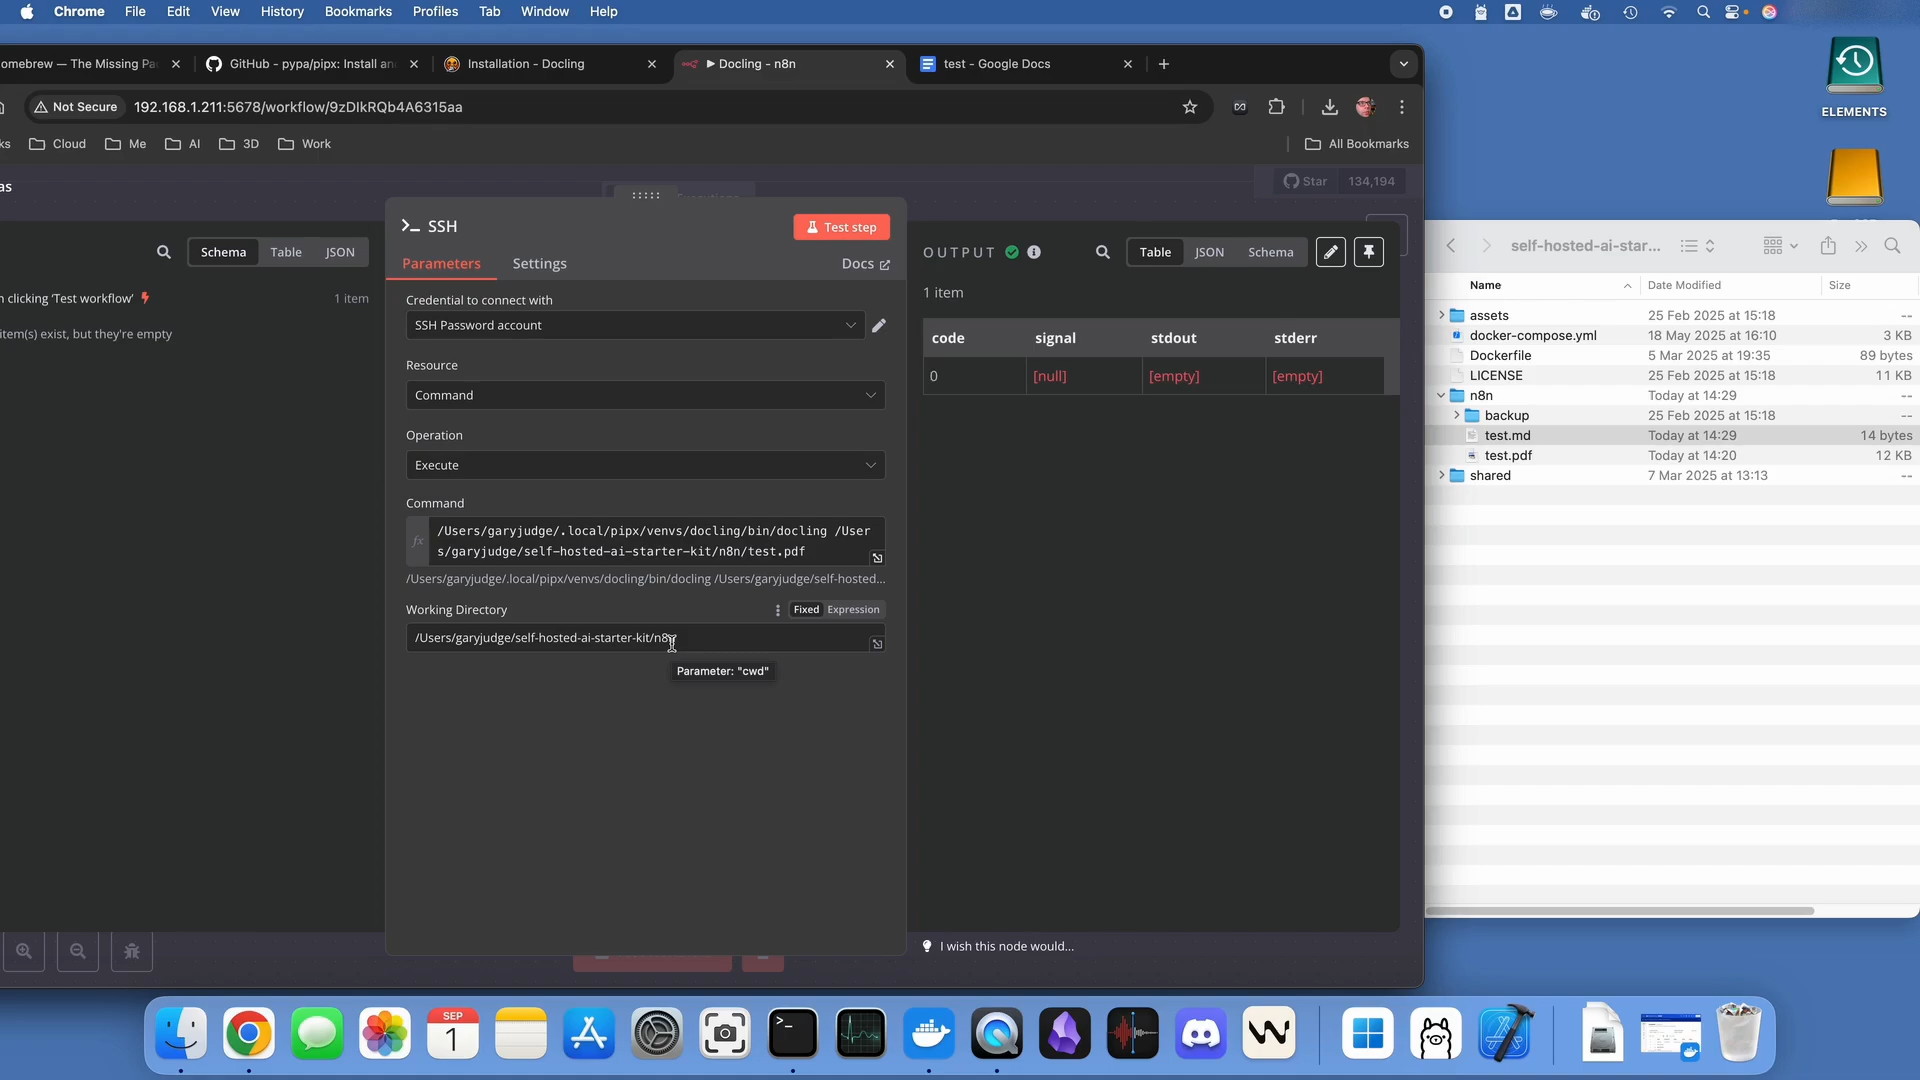 Chrome File Edit View History Bookmarks Profiles Tab Window Help
omebrew — The Missing Pa
GitHub - pypa/pipx: Install an
Installation - Docling
Docling - n8n
test - Google Docs
Not Secure 192.168.1.211:5678/workflow/9zDlkRQb4A6315aa
ks Cloud Me AI 3D Work All Bookmarks
as
Star 134,194
SSH
Test step
Parameters Settings Docs
Schema Table JSON
n clicking ‘Test workflow’ 1 item
item(s) exist, but they're empty
Credential to connect with
SSH Password account
Resource
Command
Operation
Execute
Command
fx
/Users/garyjudge/.local/pipx/venvs/docling/bin/docling /User
s/garyjudge/self-hosted-ai-starter-kit/n8n/test.pdf
/Users/garyjudge/.local/pipx/venvs/docling/bin/docling /Users/garyjudge/self-hosted...
Working Directory
Fixed Expression
/Users/garyjudge/self-hosted-ai-starter-kit/n8n
Parameter: "cwd"
OUTPUT
Table JSON Schema
1 item
code signal stdout stderr
0 [null] [empty] [empty]
I wish this node would...
ELEMENTS
self-hosted-ai-star...
Name Date Modified Size
assets 25 Feb 2025 at 15:18 --
docker-compose.yml 18 May 2025 at 16:10 3 KB
Dockerfile 5 Mar 2025 at 19:35 89 bytes
LICENSE 25 Feb 2025 at 15:18 11 KB
n8n Today at 14:29 --
backup 25 Feb 2025 at 15:18 --
test.md Today at 14:29 14 bytes
test.pdf Today at 14:20 12 KB
shared 7 Mar 2025 at 13:13 --
SEP
1